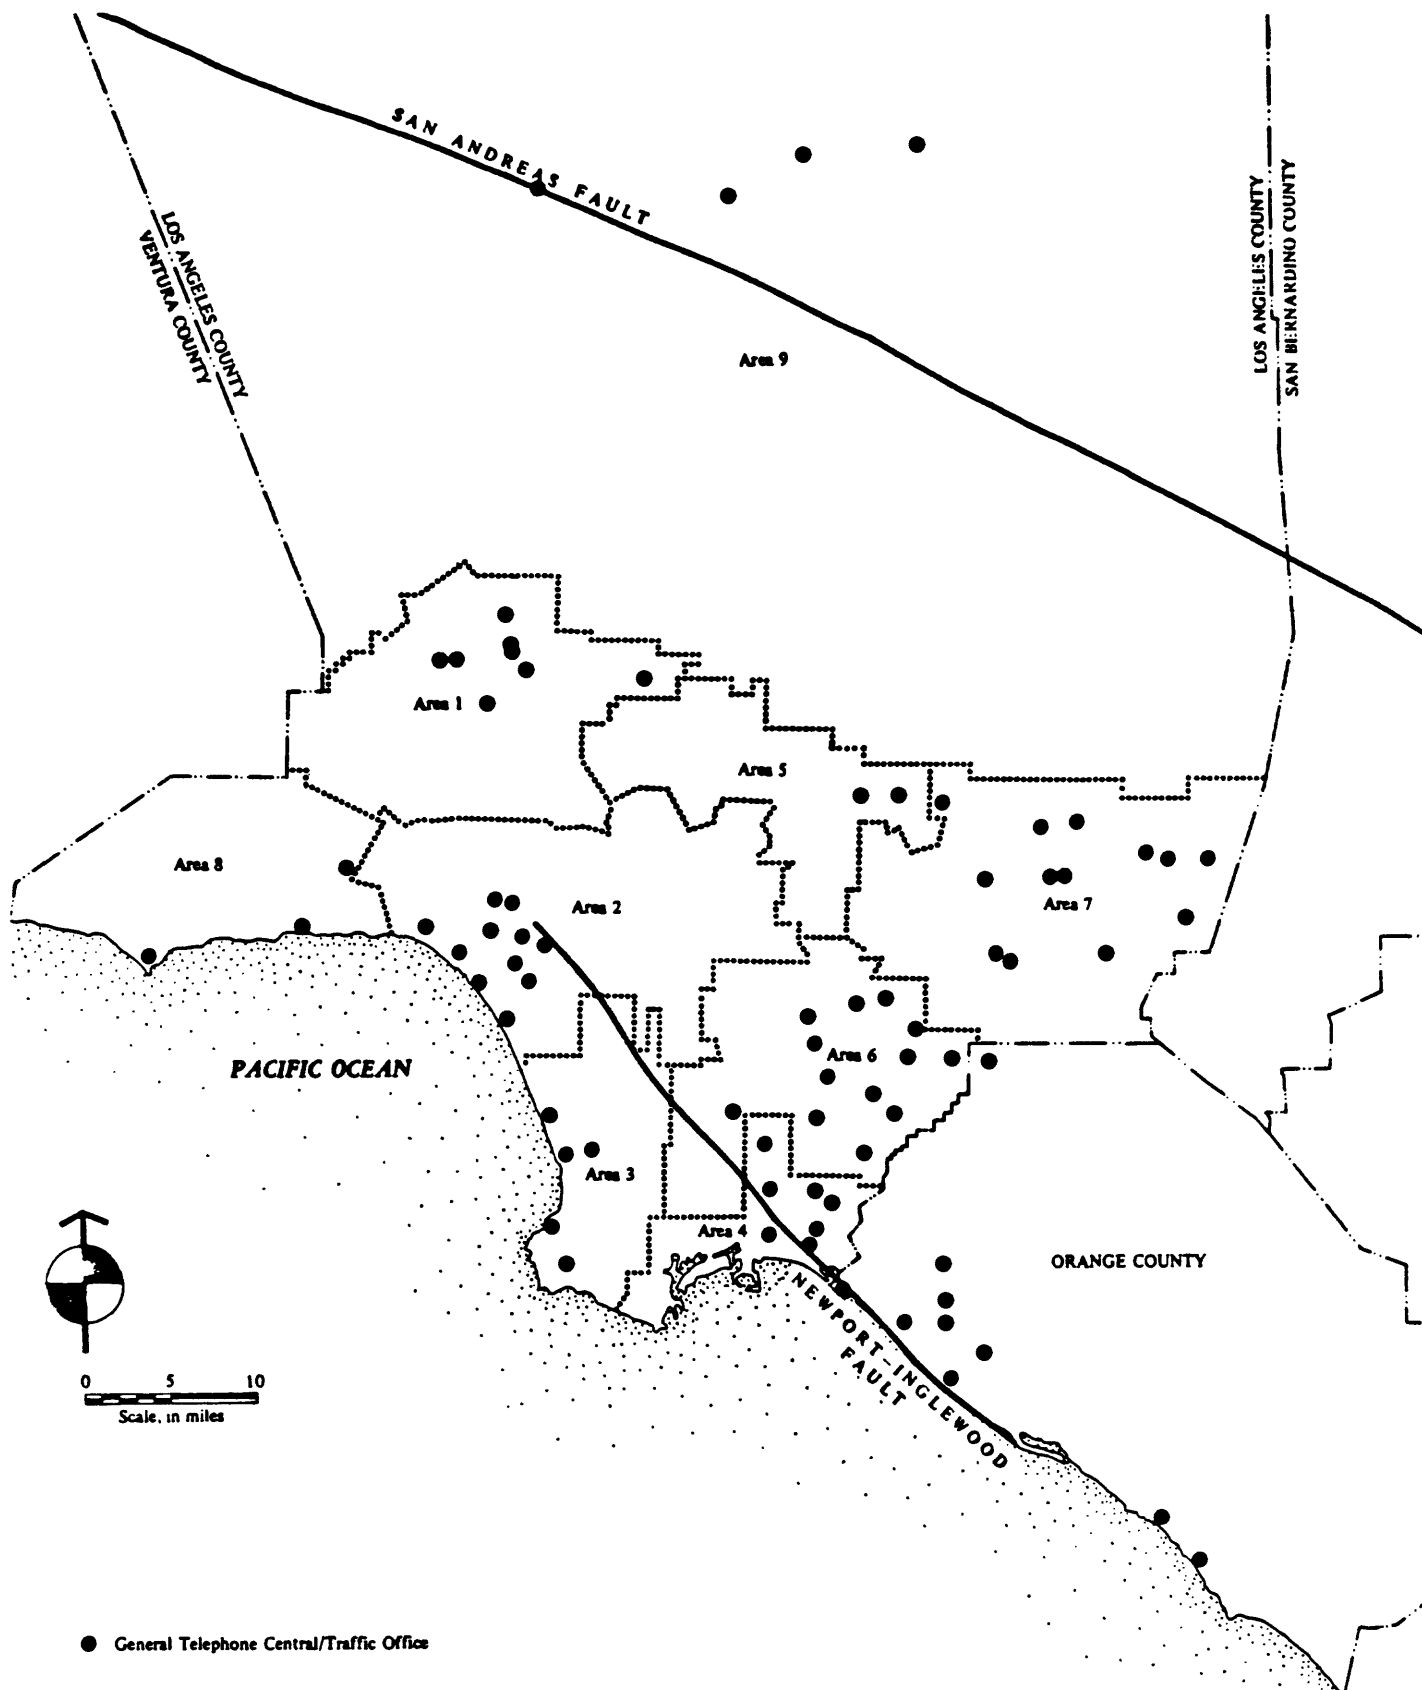 SAN ANDREAS FAULT
LOS ANGELES COUNTY
VENTURA COUNTY
LOS ANGELES COUNTY
SAN BERNARDINO COUNTY
Area 9
Area 1
Area 5
Area 8
Area 2
Area 7
PACIFIC OCEAN
Area 6
Area 3
Area 4
ORANGE COUNTY
NEWPORT-INGLEWOOD
FAULT
0 5 10
Scale, in miles
General Telephone Central/Traffic Office